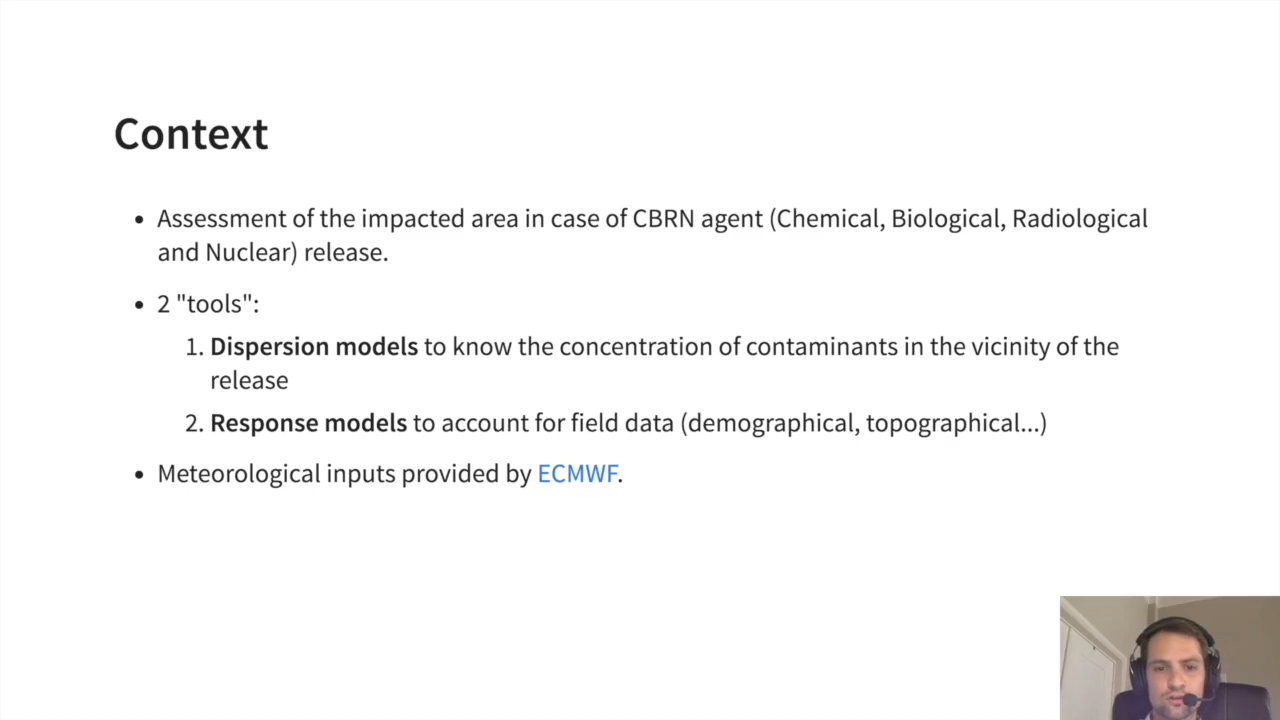 Context
• Assessment of the impacted area in case of CBRN agent (Chemical, Biological, Radiological
and Nuclear) release.
• 2 "tools":
1. Dispersion models to know the concentration of contaminants in the vicinity of the
release
2. Response models to account for field data (demographical, topographical...)
• Meteorological inputs provided by ECMWF.